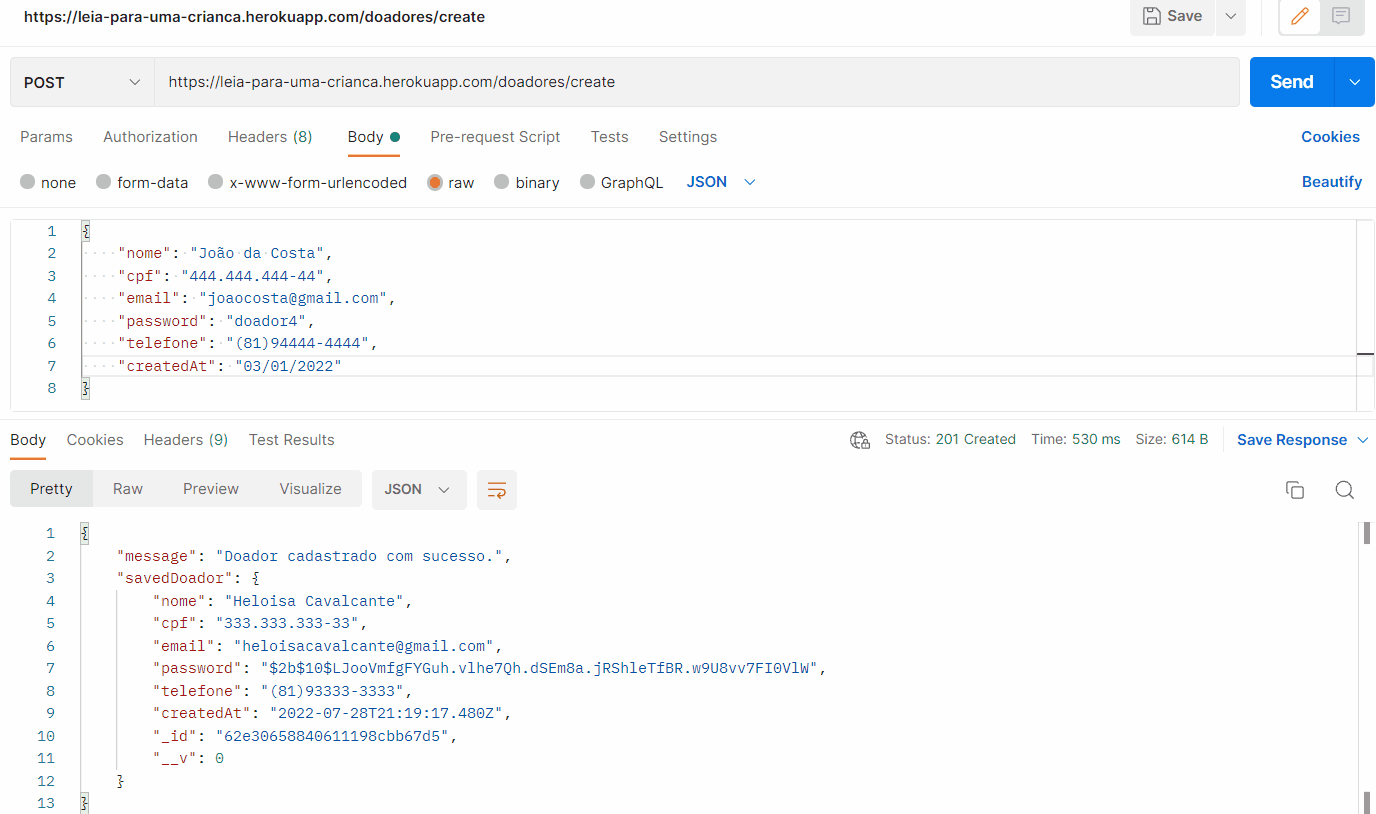 https://leia-para-uma-crianca.herokuapp.com/doadores/create
Save
POST https://leia-para-uma-crianca.herokuapp.com/doadores/create Send
Params Authorization Headers (8) Body Pre-request Script Tests Settings Cookies
none form-data x-www-form-urlencoded raw binary GraphQL JSON Beautify
1 {
2 "nome": "João da Costa",
3 "cpf": "444.444.444-44",
4 "email": "joaocosta@gmail.com",
5 "password": "doador4",
6 "telefone": "(81)94444-4444",
7 "createdAt": "03/01/2022"
8 }
Body Cookies Headers (9) Test Results Status: 201 Created Time: 530 ms Size: 614 B Save Response
Pretty Raw Preview Visualize JSON
1 {
2 "message": "Doador cadastrado com sucesso.",
3 "savedDoador": {
4 "nome": "Heloisa Cavalcante",
5 "cpf": "333.333.333-33",
6 "email": "heloisacavalcante@gmail.com",
7 "password": "$2b$10$LJooVmfgFYGuh.vlhe7Qh.dSEm8a.jRShleTfBR.w9U8vv7FI0VlW",
8 "telefone": "(81)93333-3333",
9 "createdAt": "2022-07-28T21:19:17.480Z",
10 "_id": "62e30658840611198cbb67d5",
11 "__v": 0
12 }
13 }